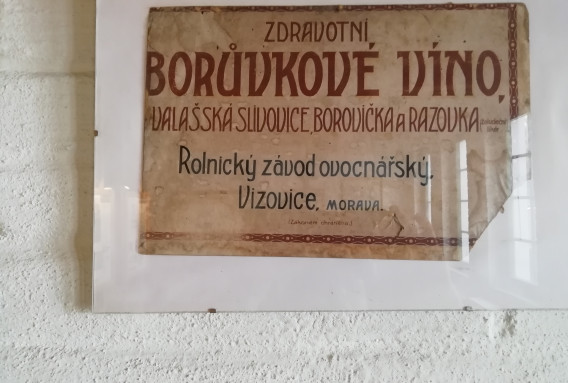 ZDRAVOTNÍ
BORŮVKOVÉ VÍNO,
VALAŠSKÁ SLIVOVICE, BOROVIČKA A RAZOVKA
Rolnický závod ovocnářský,
Vizovice, MORAVA.